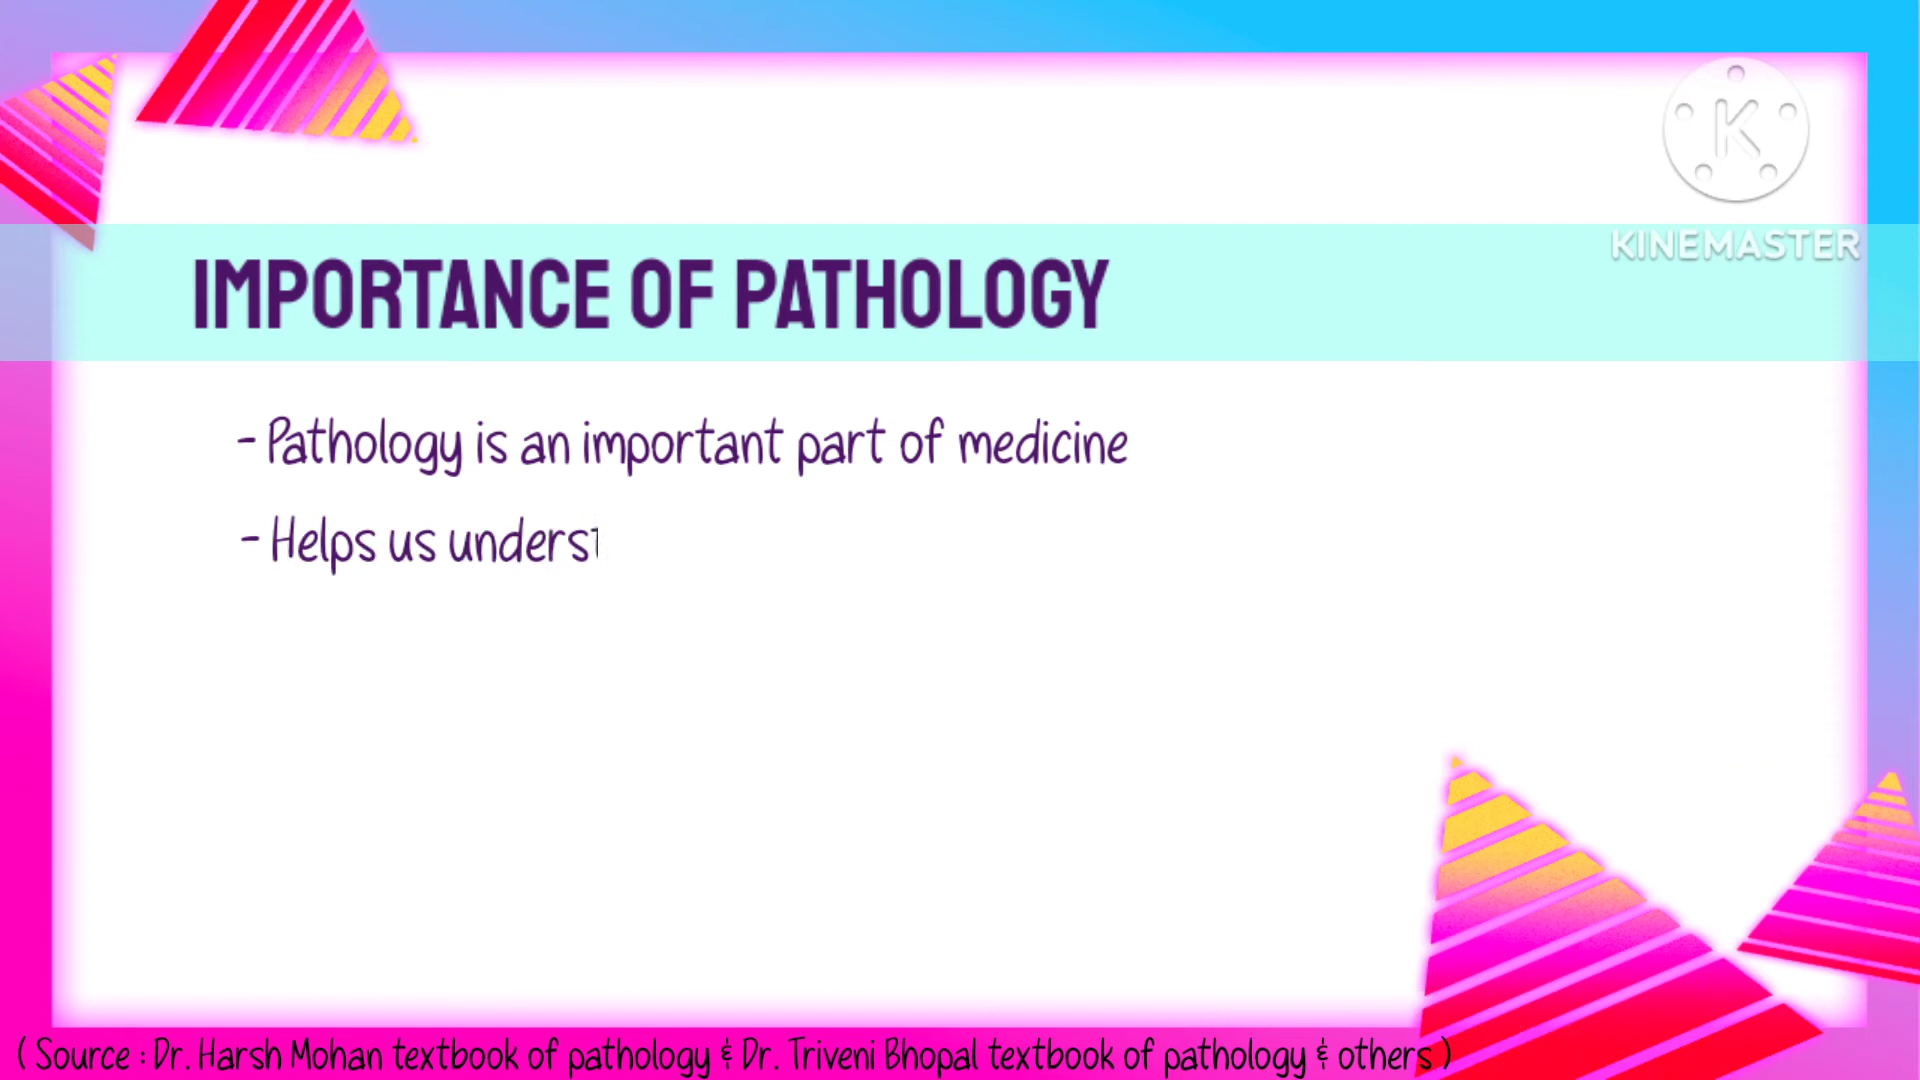 K
KINEMASTER
IMPORTANCE OF PATHOLOGY
- Pathology is an important part of medicine
- Helps us underst
( Source : Dr. Harsh Mohan textbook of pathology & Dr. Triveni Bhopal textbook of pathology & others )